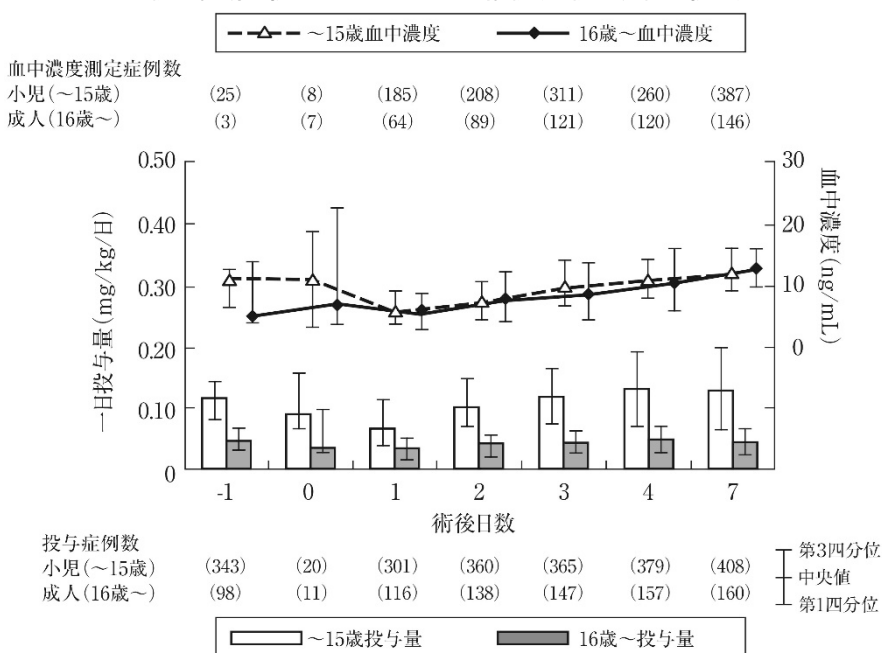 ～15歳血中濃度 16歳～血中濃度
血中濃度測定症例数
小児(～15歳) (25) (8) (185) (208) (311) (260) (387)
成人(16歳～) (3) (7) (64) (89) (121) (120) (146)
一日投与量(mg/kg/日)
0.50
0.40
0.30
0.20
0.10
0
30
20
10
0
血中濃度(ng/mL)
-1 0 1 2 3 4 7
術後日数
投与症例数
小児(～15歳) (343) (20) (301) (360) (365) (379) (408)
成人(16歳～) (98) (11) (116) (138) (147) (157) (160)
第3四分位
中央値
第1四分位
～15歳投与量 16歳～投与量